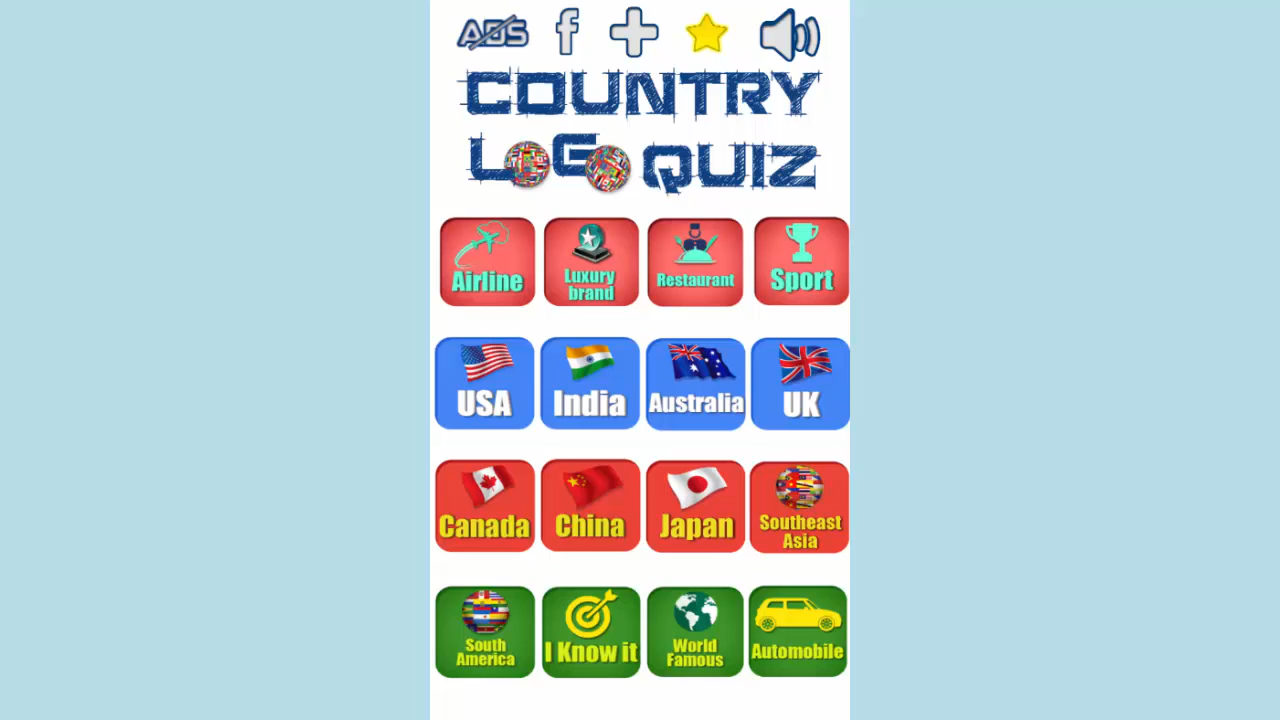 ADS f
COUNTRY
LOGO QUIZ
Airline
Luxury
brand
Restaurant
Sport
USA
India
Australia
UK
Canada
China
Japan
Southeast
Asia
South
America
I Know it
World
Famous
Automobile